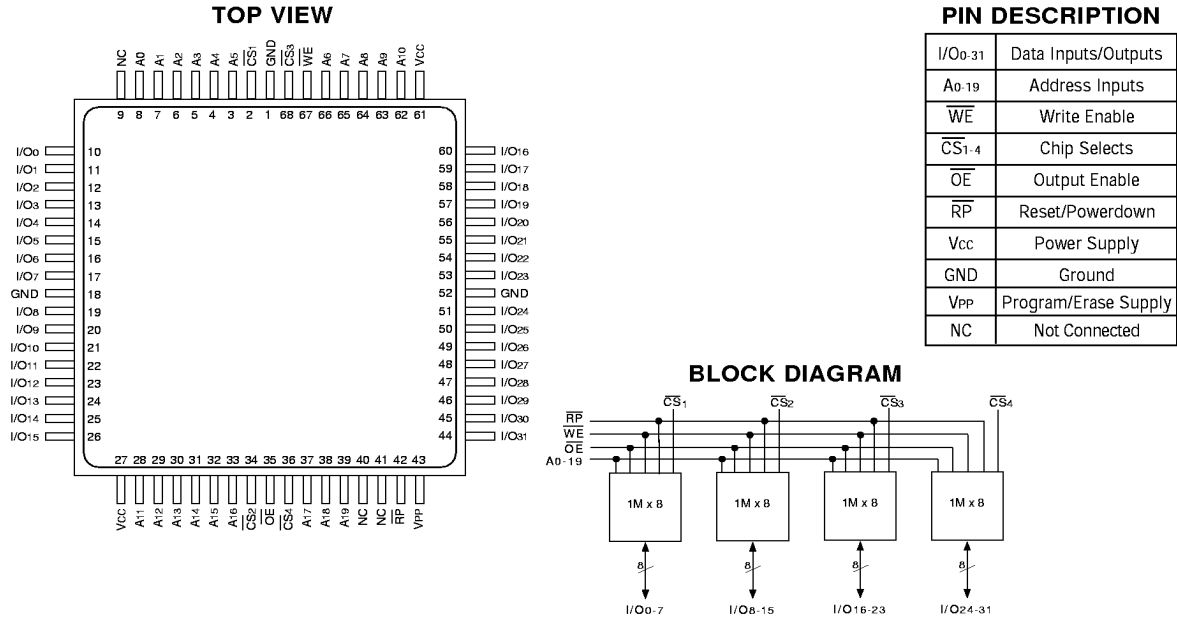 TOP VIEW
NC A0 A1 A2 A3 A4 A5 CS1 GND CS3 WE A6 A7 A8 A9 A10 VCC
9 8 7 6 5 4 3 2 1 68 67 66 65 64 63 62 61
I/O0 10 60 I/O16
I/O1 11 59 I/O17
I/O2 12 58 I/O18
I/O3 13 57 I/O19
I/O4 14 56 I/O20
I/O5 15 55 I/O21
I/O6 16 54 I/O22
I/O7 17 53 I/O23
GND 18 52 GND
I/O8 19 51 I/O24
I/O9 20 50 I/O25
I/O10 21 49 I/O26
I/O11 22 48 I/O27
I/O12 23 47 I/O28
I/O13 24 46 I/O29
I/O14 25 45 I/O30
I/O15 26 44 I/O31
27 28 29 30 31 32 33 34 35 36 37 38 39 40 41 42 43
VCC A11 A12 A13 A14 A15 A16 CS2 OE CS4 A17 A18 A19 NC NC RP VPP
PIN DESCRIPTION
I/O0-31 Data Inputs/Outputs
A0-19 Address Inputs
WE Write Enable
CS1-4 Chip Selects
OE Output Enable
RP Reset/Powerdown
VCC Power Supply
GND Ground
VPP Program/Erase Supply
NC Not Connected
BLOCK DIAGRAM
CS1 CS2 CS3 CS4
RP
WE
OE
A0-19
1M x 8 1M x 8 1M x 8 1M x 8
8 8 8 8
I/O0-7 I/O8-15 I/O16-23 I/O24-31